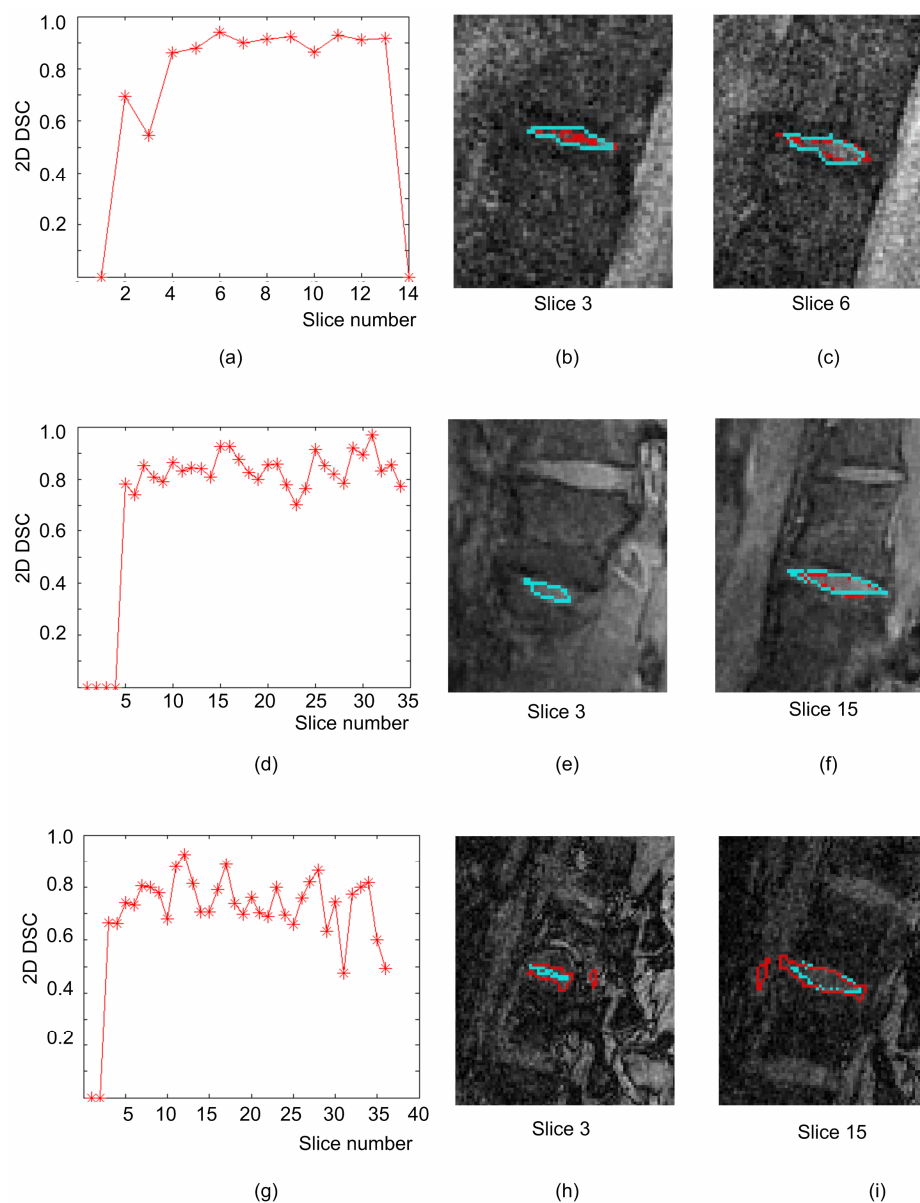 1.0
0.8
0.6
0.4
0.2
2D DSC
2 4 6 8 10 12 14
Slice number
Slice 3
Slice 6
(a)
(b)
(c)
1.0
0.8
0.6
0.4
0.2
2D DSC
5 10 15 20 25 30 35
Slice number
Slice 3
Slice 15
(d)
(e)
(f)
1.0
0.8
0.6
0.4
0.2
2D DSC
5 10 15 20 25 30 35 40
Slice number
Slice 3
Slice 15
(g)
(h)
(i)